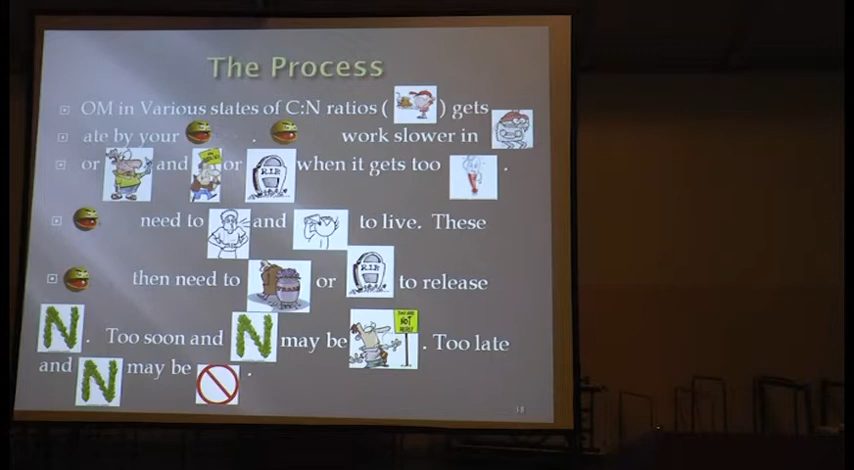 The Process
OM in Various states of C:N ratios ( ) gets
ate by your . work slower in
or and or R.I.P when it gets too .
need to and to live. These
then need to or R.I.P to release
N . Too soon and N may be NOT . Too late
and N may be .